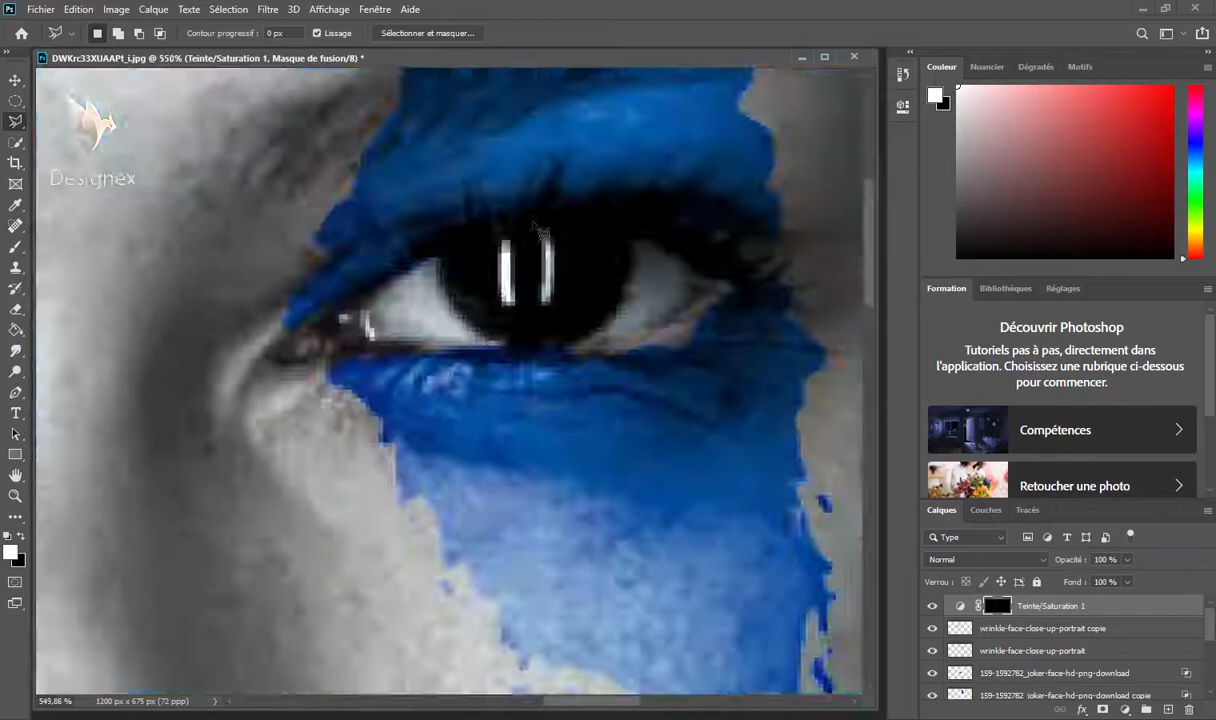 Ps Fichier Edition Image Calque Texte Sélection Filtre 3D Affichage Fenêtre Aide
Contour progressif : 0 px Lissage Sélectionner et masquer...
DWKrc33XUAAPt_i.jpg @ 550% (Teinte/Saturation 1, Masque de fusion/8) *
Designex
Couleur Nuancier Dégradés Motifs
Formation Bibliothèques Réglages
Découvrir Photoshop
Tutoriels pas à pas, directement dans
l'application. Choisissez une rubrique ci-dessous
pour commencer.
Compétences
Retoucher une photo
Calques Couches Tracés
Type
Normal Opacité : 100 %
Verrou : Fond : 100 %
Teinte/Saturation 1
wrinkle-face-close-up-portrait copie
wrinkle-face-close-up-portrait
159-1592782_joker-face-hd-png-download
159-1592782_joker-face-hd-png-download copie
549,86 % 1200 px x 675 px (72 ppp)